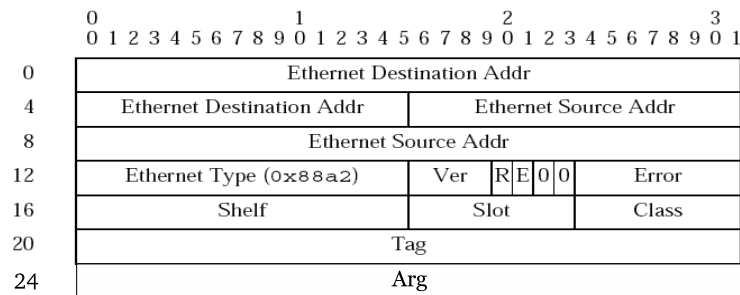 0 1 2 3
0 1 2 3 4 5 6 7 8 9 0 1 2 3 4 5 6 7 8 9 0 1 2 3 4 5 6 7 8 9 0 1
0 Ethernet Destination Addr
4 Ethernet Destination Addr Ethernet Source Addr
8 Ethernet Source Addr
12 Ethernet Type (0x88a2) Ver R E 0 0 Error
16 Shelf Slot Class
20 Tag
24 Arg